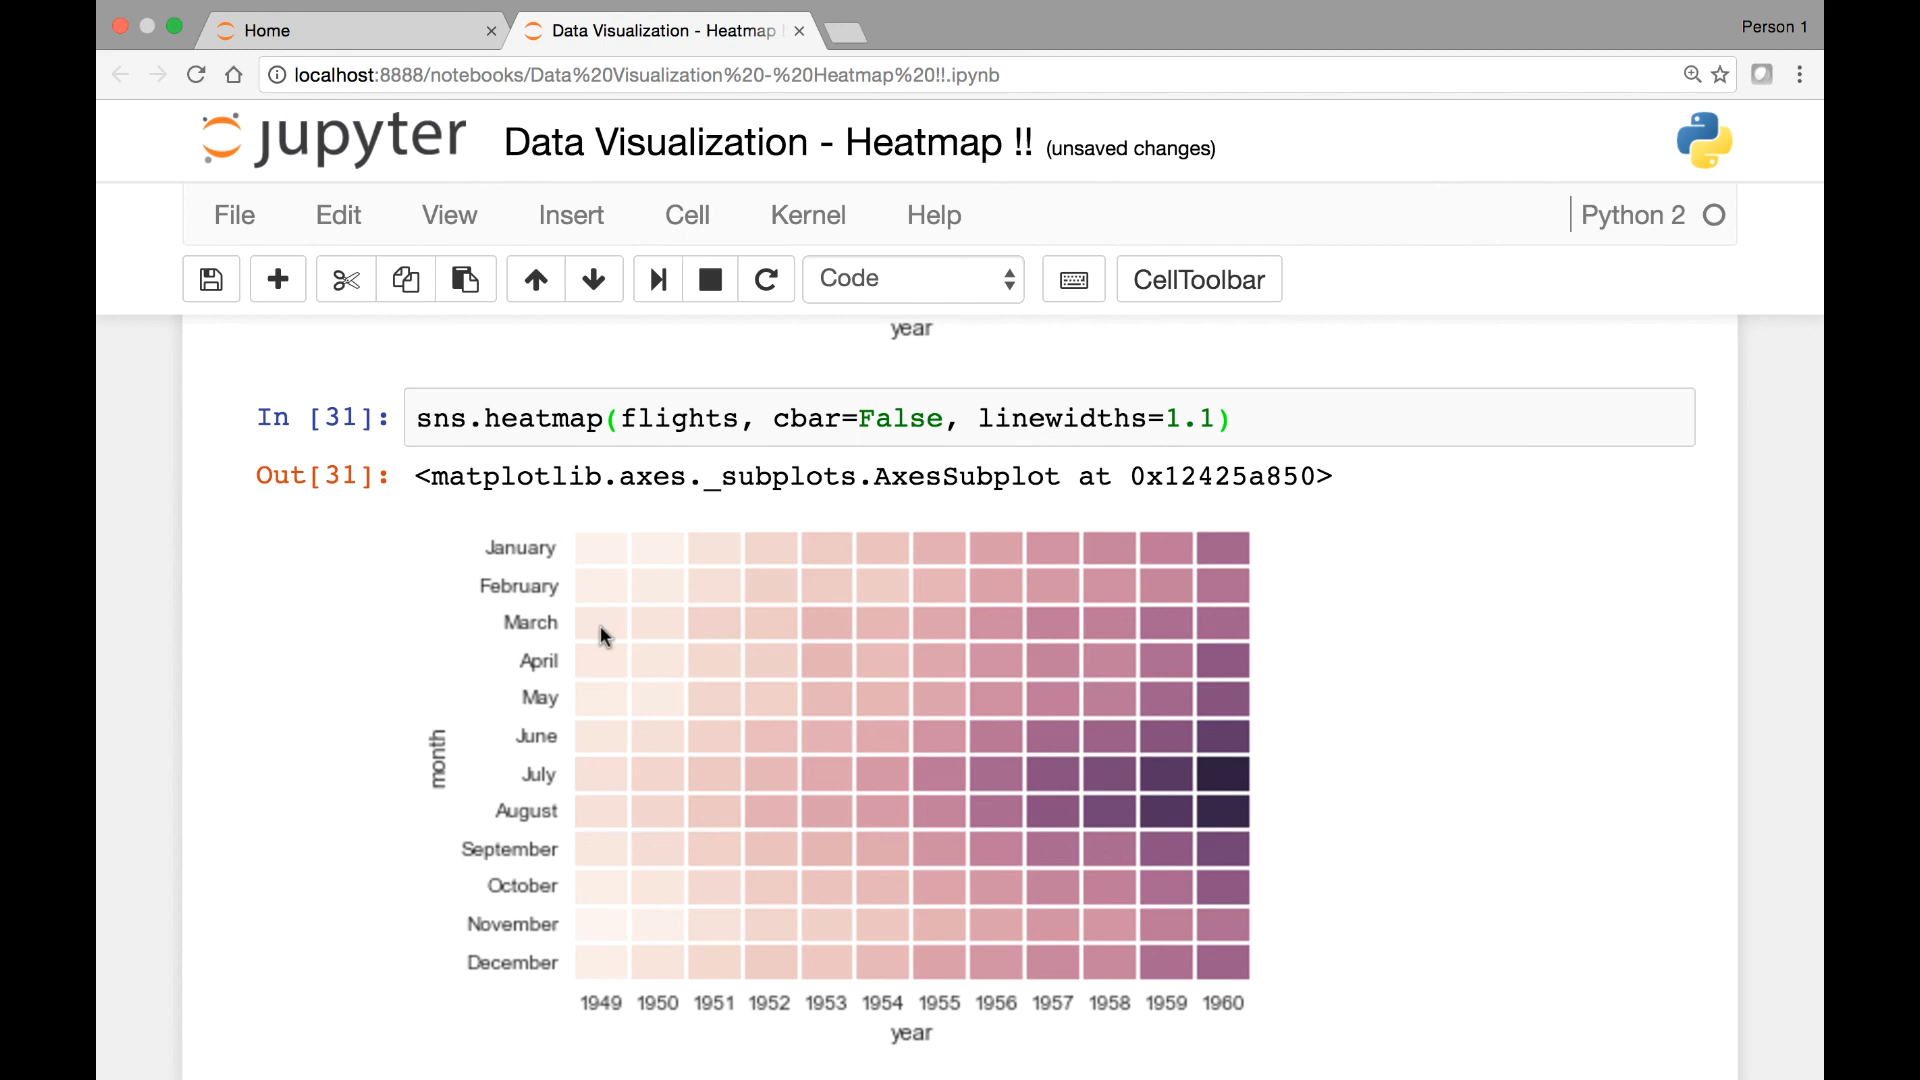 Home
Data Visualization - Heatmap
Person 1
localhost:8888/notebooks/Data%20Visualization%20-%20Heatmap%20!!.ipynb
jupyter Data Visualization - Heatmap !! (unsaved changes)
File Edit View Insert Cell Kernel Help Python 2
Code CellToolbar
year
In [31]: sns.heatmap(flights, cbar=False, linewidths=1.1)
Out[31]: <matplotlib.axes._subplots.AxesSubplot at 0x12425a850>
January
February
March
April
May
June
month
July
August
September
October
November
December
1949 1950 1951 1952 1953 1954 1955 1956 1957 1958 1959 1960
year